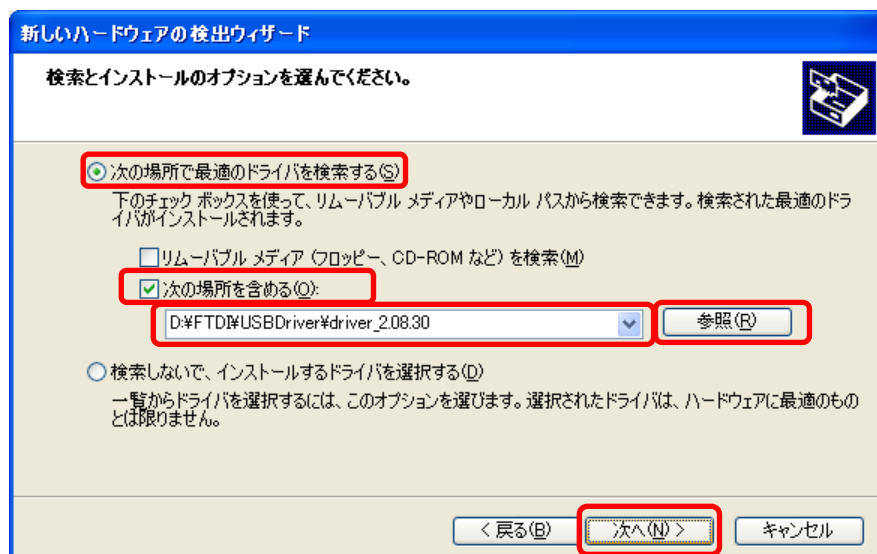 新しいハードウェアの検出ウィザード
検索とインストールのオプションを選んでください。
次の場所で最適のドライバを検索する(S)
下のチェック ボックスを使って、リムーバブル メディアやローカル パスから検索できます。検索された最適のドラ
イバがインストールされます。
リムーバブル メディア (フロッピー、CD-ROM など) を検索(M)
次の場所を含める(O):
D:¥FTDI¥USBDriver¥driver_2.08.30
参照(R)
検索しないで、インストールするドライバを選択する(D)
一覧からドライバを選択するには、このオプションを選びます。選択されたドライバは、ハードウェアに最適のもの
とは限りません。
< 戻る(B) 次へ(N) > キャンセル